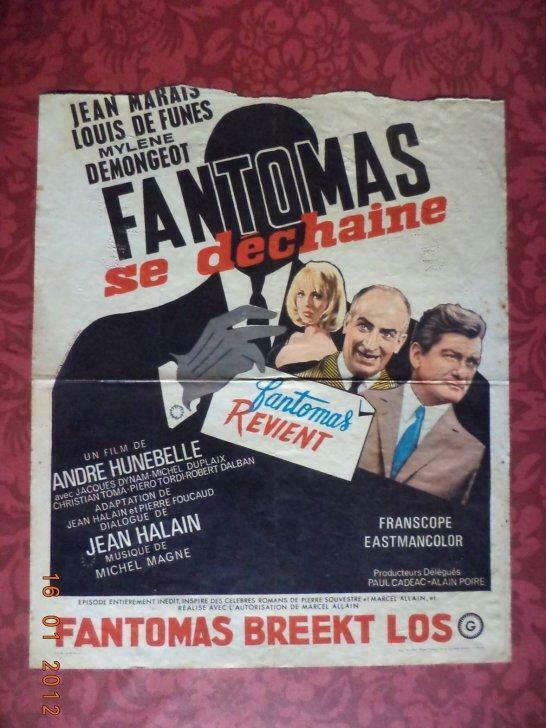 JEAN MARAIS
LOUIS DE FUNES
MYLENE
DEMONGEOT
FANTOMAS
se dechaine
fantomas
REVIENT
UN FILM DE
ANDRE HUNEBELLE
avec JACQUES DYNAM-MICHEL DUPLAIX
CHRISTIAN TOMA-PIERO TORDI-ROBERT DALBAN
ADAPTATION DE
JEAN HALAIN et PIERRE FOUCAUD
DIALOGUE DE
JEAN HALAIN
MUSIQUE DE
MICHEL MAGNE
FRANSCOPE
EASTMANCOLOR
Producteurs Délégués
PAUL CADEAC-ALAIN POIRE
EPISODE ENTIEREMENT INEDIT, INSPIRE DES CELEBRES ROMANS DE PIERRE SOUVESTRE et MARCEL ALLAIN, et
REALISE AVEC L'AUTORISATION DE MARCEL ALLAIN
FANTOMAS BREEKT LOS G
16 01 2012